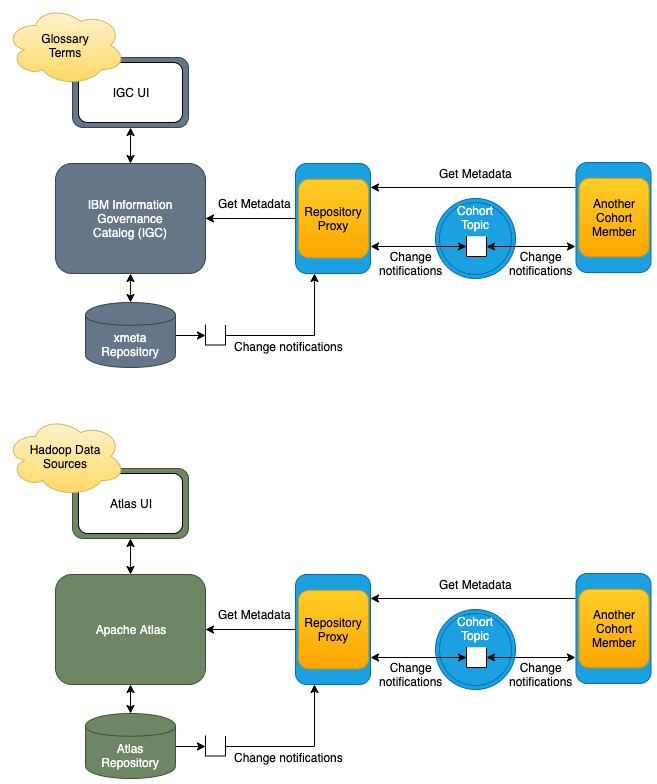 Glossary
Terms
IGC UI
IBM Information
Governance
Catalog (IGC)
Get Metadata
Repository
Proxy
Get Metadata
Cohort
Topic
Another
Cohort
Member
Change
notifications
Change
notifications
xmeta
Repository
Change notifications
Hadoop Data
Sources
Atlas UI
Apache Atlas
Get Metadata
Repository
Proxy
Get Metadata
Cohort
Topic
Another
Cohort
Member
Change
notifications
Change
notifications
Atlas
Repository
Change notifications